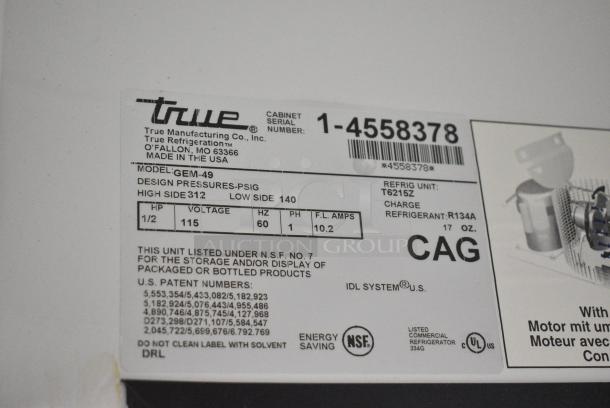 true®
CABINET SERIAL NUMBER: 1-4558378
*4558378*
True Manufacturing Co., Inc.
True Refrigeration™
O'FALLON, MO 63366
MADE IN THE USA
MODEL: GEM-49
DESIGN PRESSURES-PSIG
HIGH SIDE 312 LOW SIDE 140
REFRIG UNIT:
T6215Z
CHARGE
REFRIGERANT: R134A
17 OZ.
HP VOLTAGE HZ PH F.L. AMPS
1/2 115 60 1 10.2
CAG
AUCTION GROUP
THIS UNIT LISTED UNDER N.S.F. NO. 7
FOR THE STORAGE AND/OR DISPLAY OF
PACKAGED OR BOTTLED PRODUCTS
U.S. PATENT NUMBERS:
IDL SYSTEM® U.S.
5,553,354/5,433,082/5,182,923
5,182,924/5,076,443/4,955,486
4,890,746/4,875,745/4,127,968
D273,298/D271,107/5,584,547
2,045,722/5,699,676/6,792,769
DO NOT CLEAN LABEL WITH SOLVENT
DRL
ENERGY
SAVING
NSF.
LISTED
COMMERCIAL
REFRIGERATOR
334G
C UL US
With
Motor mit um
Moteur avec
Con